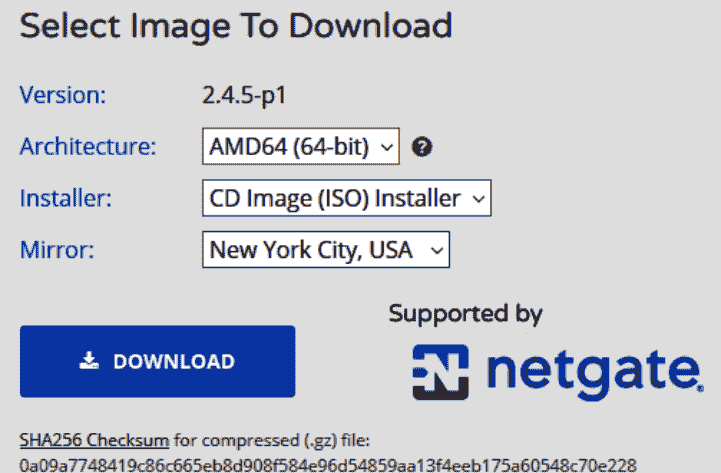 Select Image To Download
Version: 2.4.5-p1
Architecture: AMD64 (64-bit) ?
Installer: CD Image (ISO) Installer
Mirror: New York City, USA
Supported by
DOWNLOAD
netgate®
SHA256 Checksum for compressed (.gz) file:
0a09a7748419c86c665eb8d908f584e96d54859aa13f4eeb175a60548c70e228